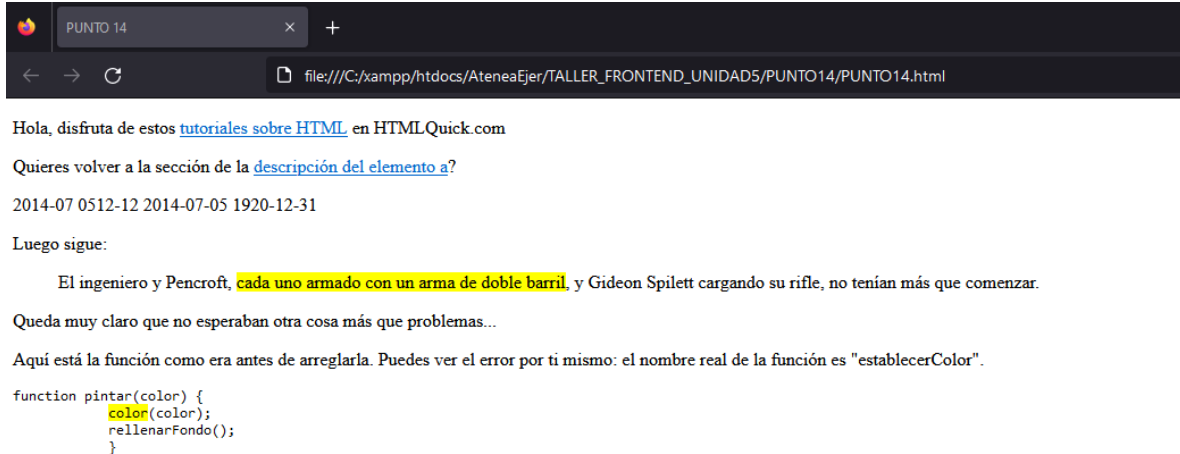 PUNTO 14
file:///C:/xampp/htdocs/AteneaEjer/TALLER_FRONTEND_UNIDAD5/PUNTO14/PUNTO14.html
Hola, disfruta de estos tutoriales sobre HTML en HTMLQuick.com
Quieres volver a la sección de la descripción del elemento a?
2014-07 0512-12 2014-07-05 1920-12-31
Luego sigue:
El ingeniero y Pencroft, cada uno armado con un arma de doble barril, y Gideon Spilett cargando su rifle, no tenían más que comenzar.
Queda muy claro que no esperaban otra cosa más que problemas...
Aquí está la función como era antes de arreglarla. Puedes ver el error por ti mismo: el nombre real de la función es "establecerColor".
function pintar(color) {
color(color);
rellenarFondo();
}